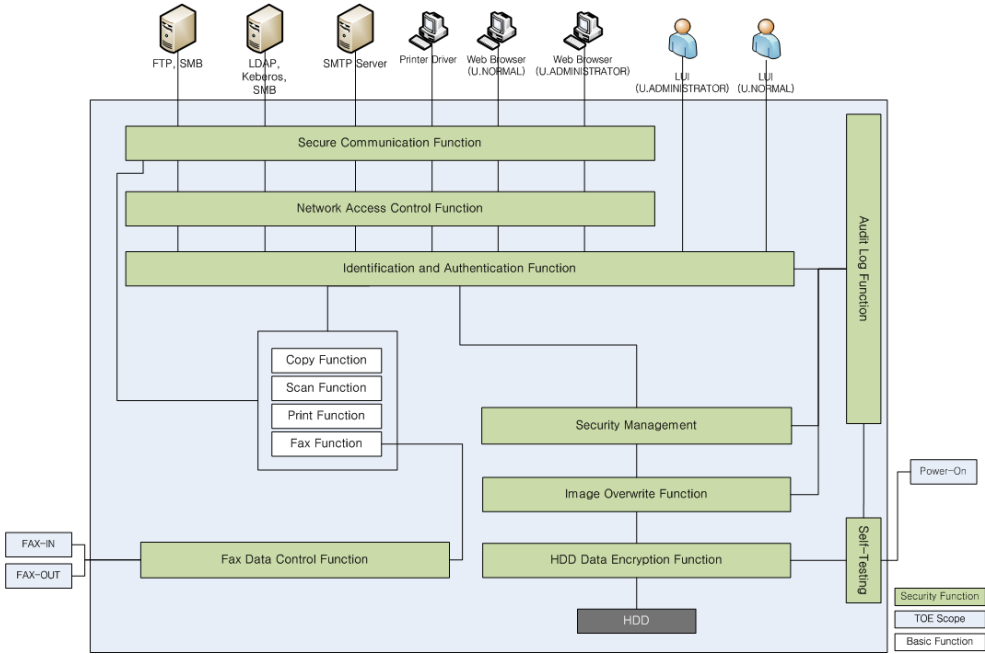 FTP, SMB
LDAP,
Keberos,
SMB
SMTP Server
Printer Driver
Web Browser
(U.NORMAL)
Web Browser
(U.ADMINISTRATOR)
LUI
(U.ADMINISTRATOR)
LUI
(U.NORMAL)
Secure Communication Function
Network Access Control Function
Identification and Authentication Function
Audit Log Function
Copy Function
Scan Function
Print Function
Fax Function
Security Management
Power-On
Image Overwrite Function
FAX-IN
FAX-OUT
Fax Data Control Function
HDD Data Encryption Function
Self-Testing
HDD
Security Function
TOE Scope
Basic Function